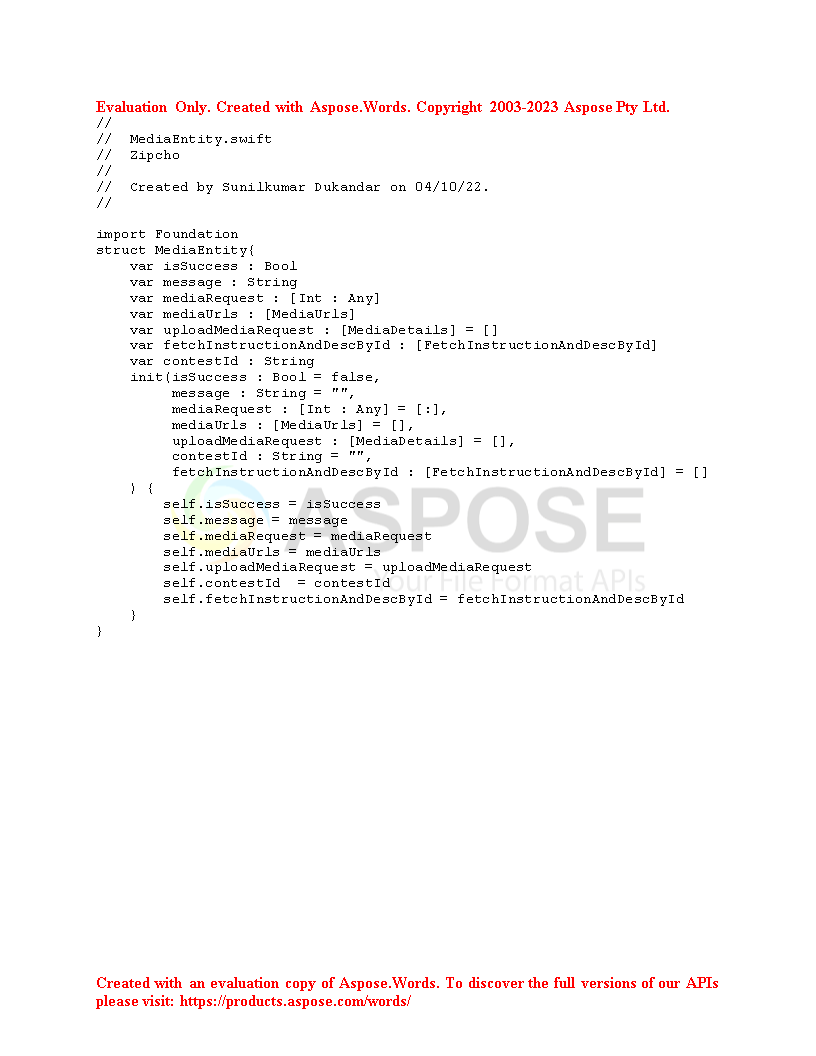 Evaluation Only. Created with Aspose.Words. Copyright 2003-2023 Aspose Pty Ltd.
//
//  MediaEntity.swift
//  Zipcho
//
//  Created by Sunilkumar Dukandar on 04/10/22.
//
import Foundation
struct MediaEntity{
    var isSuccess : Bool
    var message : String
    var mediaRequest : [Int : Any]
    var mediaUrls : [MediaUrls]
    var uploadMediaRequest : [MediaDetails] = []
    var fetchInstructionAndDescById : [FetchInstructionAndDescById]
    var contestId : String
    init(isSuccess : Bool = false,
         message : String = "",
         mediaRequest : [Int : Any] = [:],
         mediaUrls : [MediaUrls] = [],
         uploadMediaRequest : [MediaDetails] = [],
         contestId : String = "",
         fetchInstructionAndDescById : [FetchInstructionAndDescById] = []
    ) {
        self.isSuccess = isSuccess
        self.message = message
        self.mediaRequest = mediaRequest
        self.mediaUrls = mediaUrls
        self.uploadMediaRequest = uploadMediaRequest
        self.contestId  = contestId
        self.fetchInstructionAndDescById = fetchInstructionAndDescById
    }
}
ASPOSE
Your File Format APIs
Created with an evaluation copy of Aspose.Words. To discover the full versions of our APIs
please visit: https://products.aspose.com/words/